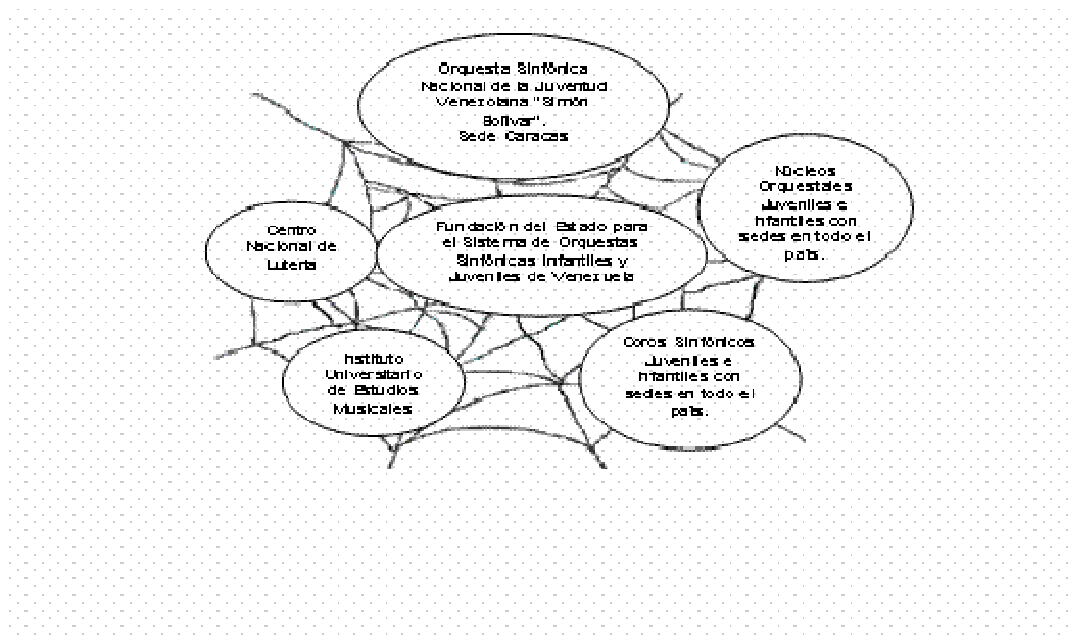 Orquesta Sinfónica
Nacional de la Juventud
Venezolana "Simón
Bolívar".
Sede Caracas
Núcleos
Orquestales
Juveniles e
Infantiles con
sedes en todo el
país.
Centro
Nacional de
Lutería
Fundación del Estado para
el Sistema de Orquestas
Sinfónicas Infantiles y
Juveniles de Venezuela
Instituto
Universitario
de Estudios
Musicales
Coros Sinfónicos
Juveniles e
Infantiles con
sedes en todo el
país.